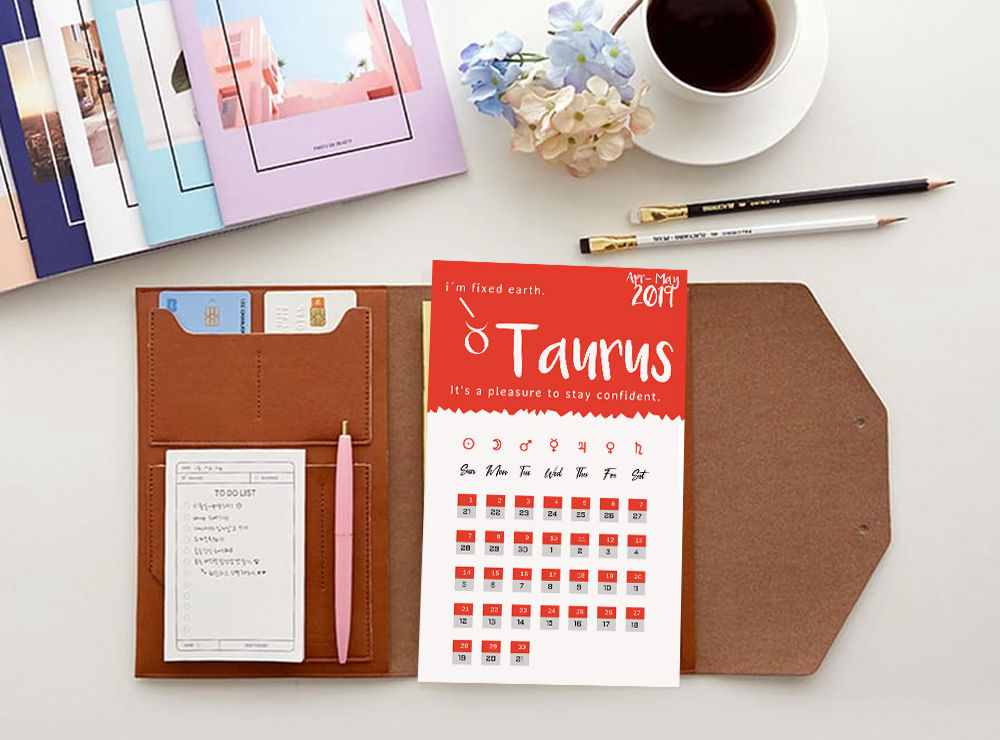 PHOTO DE BEAUTY
Apr- May
2019
i'm fixed earth.
♉ Taurus
It's a pleasure to stay confident.
☉ ☽ ♂ ☿ ♃ ♀ ♄
Sun Mon Tue Wed Thu Fri Sat
1 2 3 4 5 6 7
21 22 23 24 25 26 27
7 8 9 10 11 12 13
28 29 30 1 2 3 4
14 15 15 17 18 19 20
5 6 7 8 9 10 11
21 22 23 24 25 26 27
12 13 14 15 16 17 18
28 29 30
19 20 21
TO DO LIST